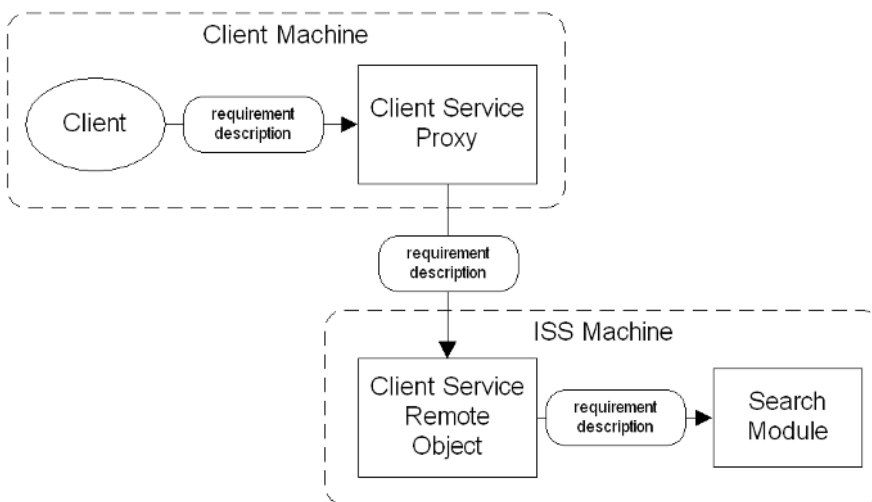 Client Machine
Client
requirement
description
Client Service
Proxy
requirement
description
ISS Machine
Client Service
Remote
Object
requirement
description
Search
Module